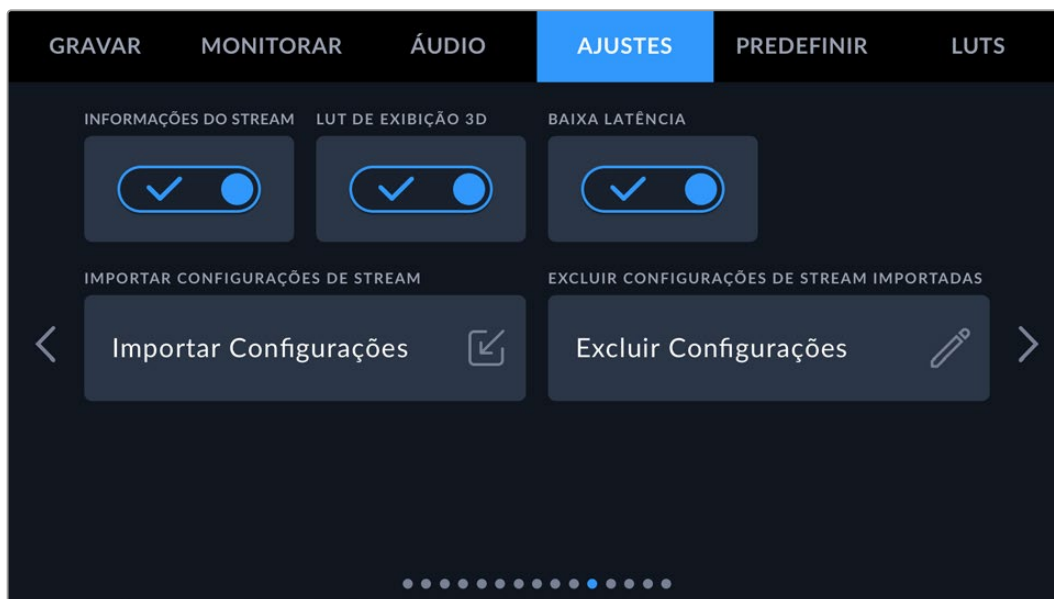 GRAVAR MONITORAR ÁUDIO AJUSTES PREDEFINIR LUTS
INFORMAÇÕES DO STREAM LUT DE EXIBIÇÃO 3D BAIXA LATÊNCIA
IMPORTAR CONFIGURAÇÕES DE STREAM EXCLUIR CONFIGURAÇÕES DE STREAM IMPORTADAS
Importar Configurações Excluir Configurações